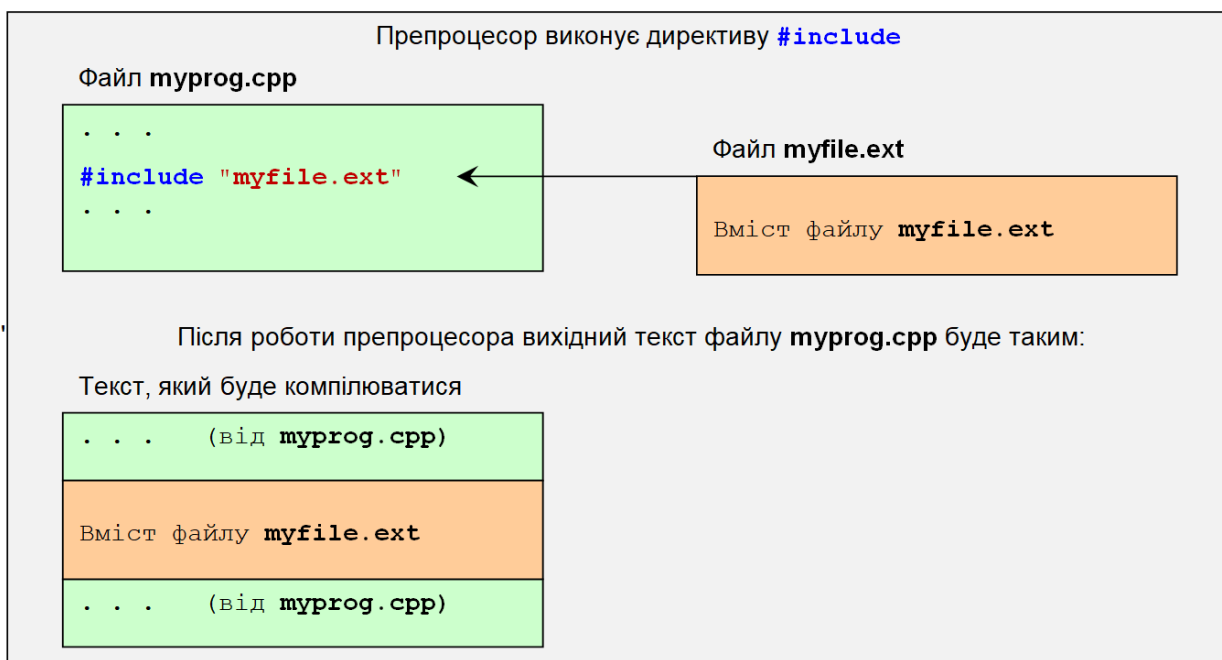 Препроцесор виконує директиву #include
Файл myprog.cpp
. . .
#include "myfile.ext"
. . .
Файл myfile.ext
Вміст файлу myfile.ext
Після роботи препроцесора вихідний текст файлу myprog.cpp буде таким:
Текст, який буде компілюватися
. . . (від myprog.cpp)
Вміст файлу myfile.ext
. . . (від myprog.cpp)